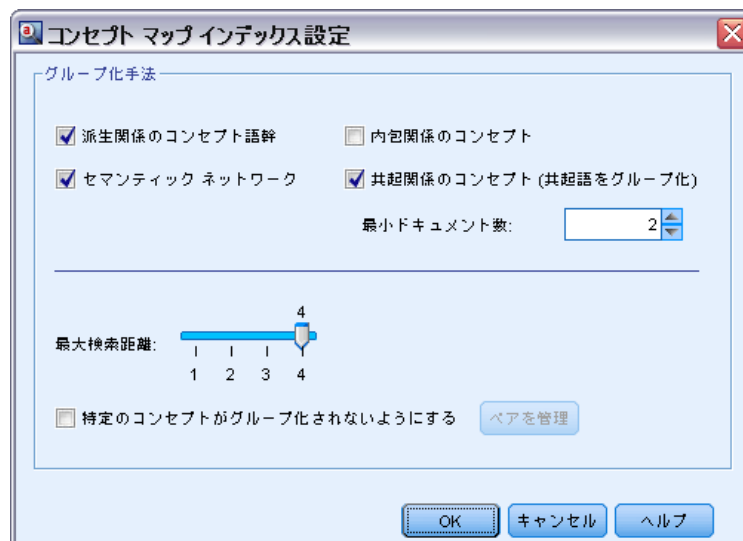 コンセプト マップ インデックス設定
グループ化手法
派生関係のコンセプト語幹
内包関係のコンセプト
セマンティック ネットワーク
共起関係のコンセプト (共起語をグループ化)
最小ドキュメント数: 2
4
最大検索距離:
1 2 3 4
特定のコンセプトがグループ化されないようにする ペアを管理
OK キャンセル ヘルプ